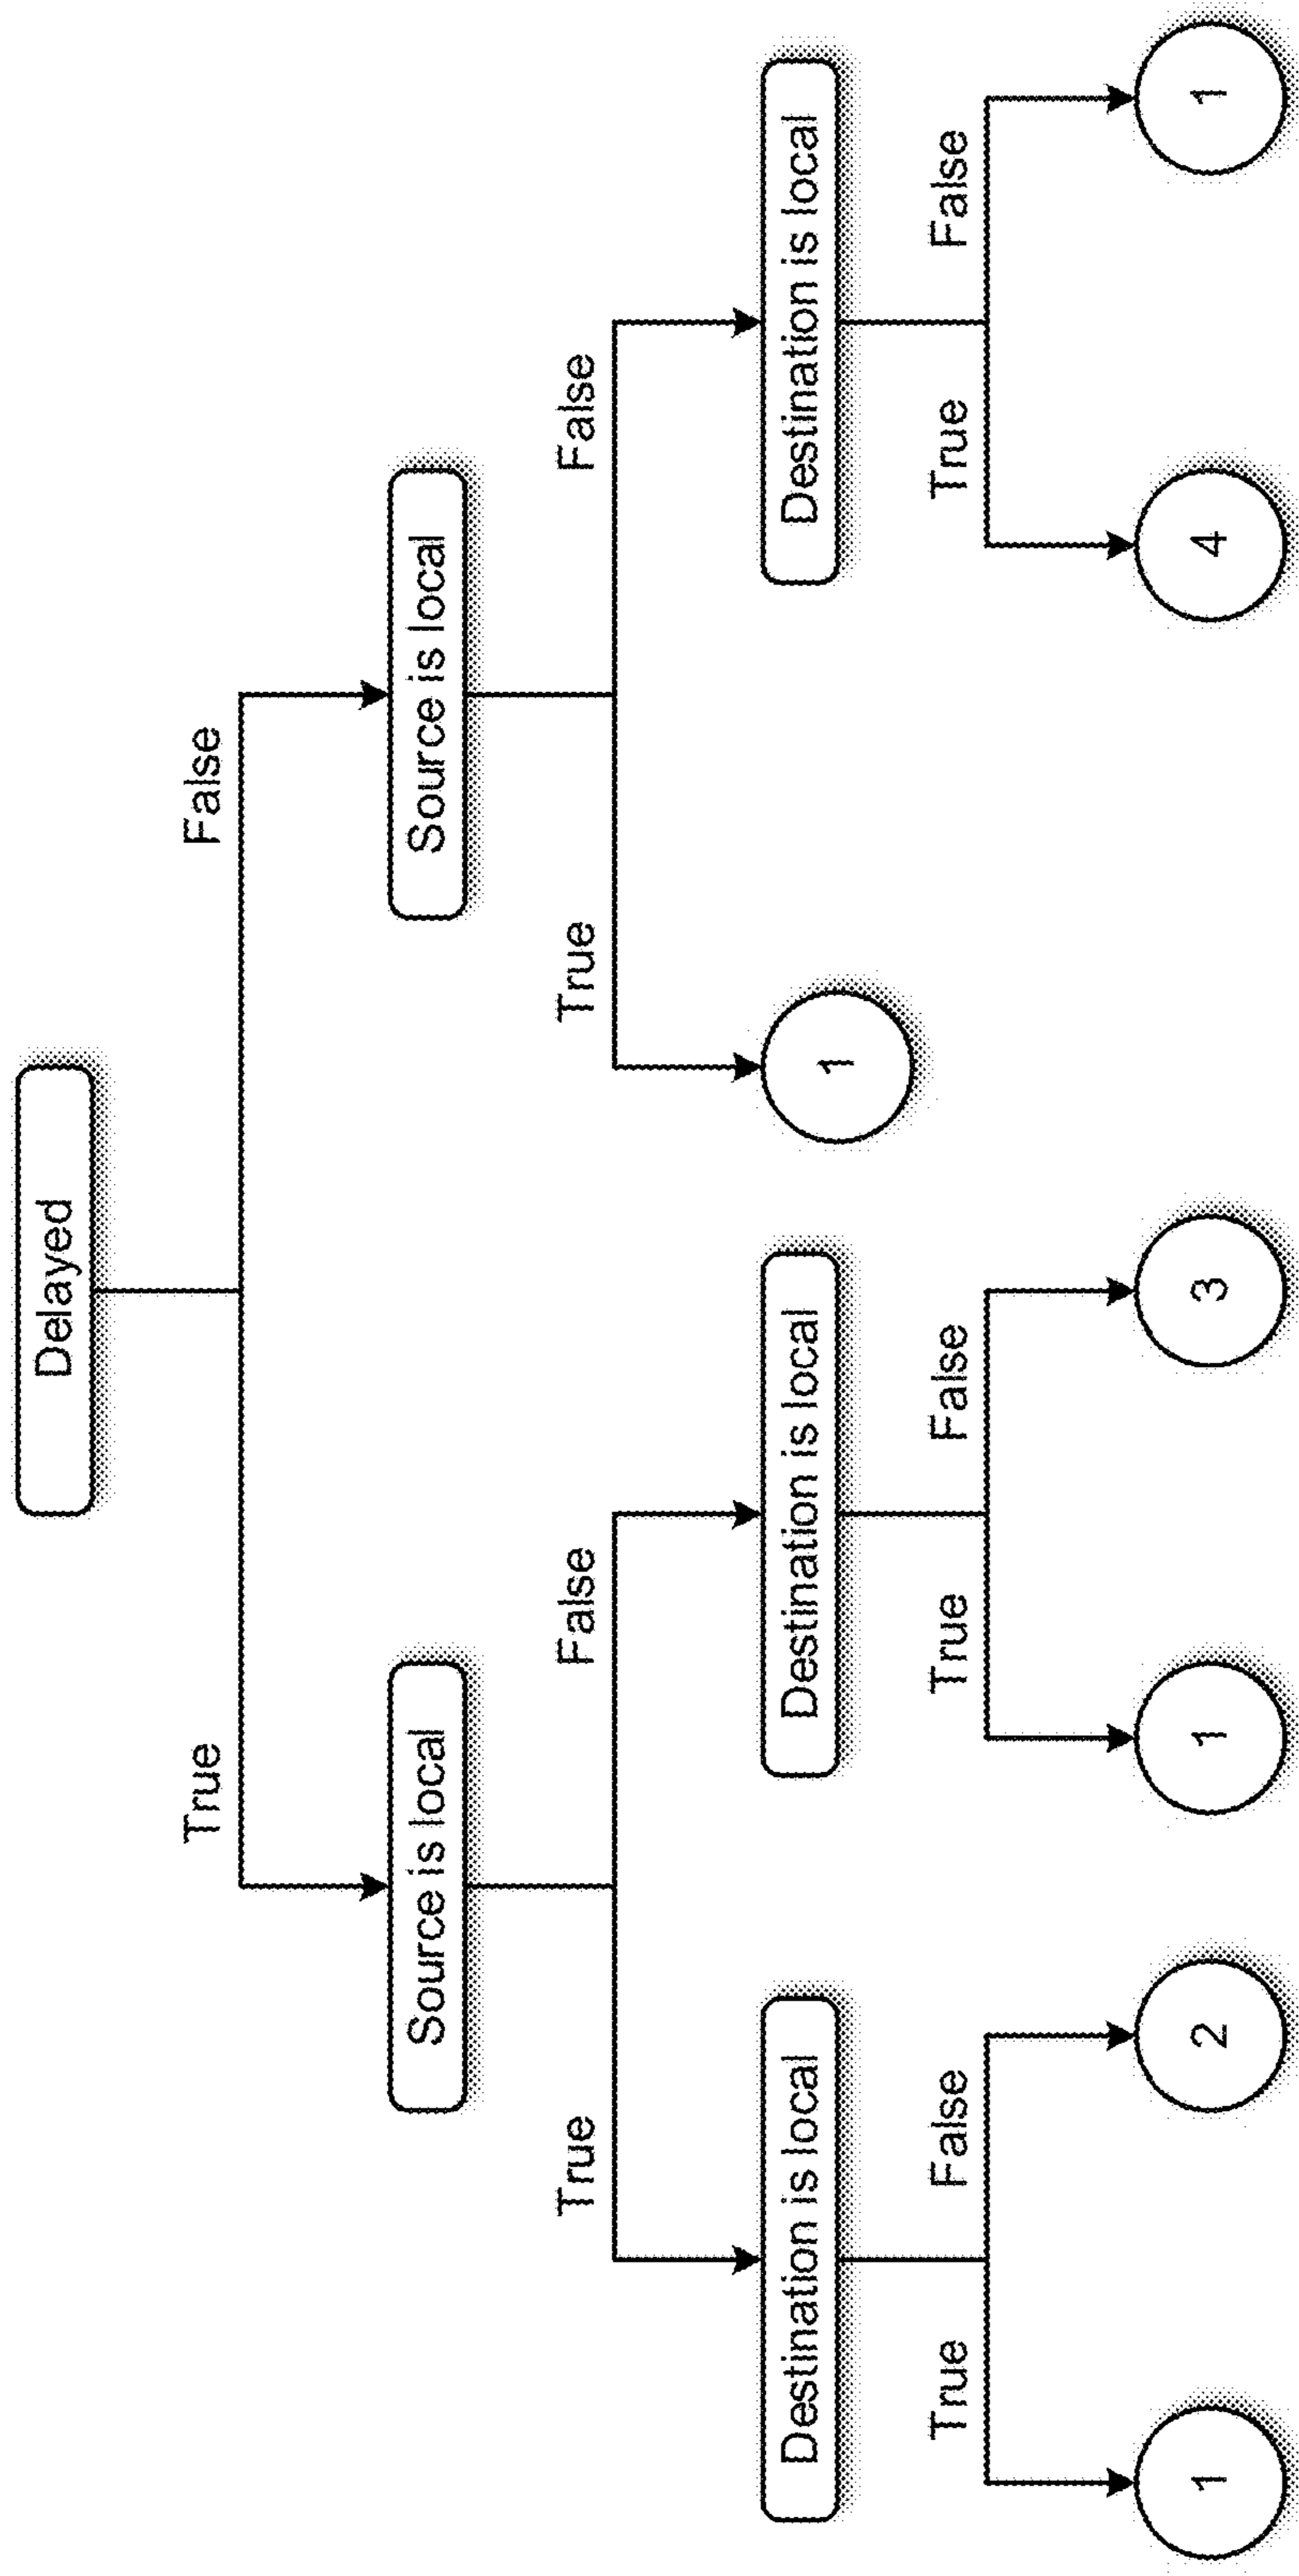 Delayed
True
False
Source is local
Source is local
True
False
True
False
Destination is local
Destination is local
1
Destination is local
True
False
True
False
True
False
1
2
1
3
4
1